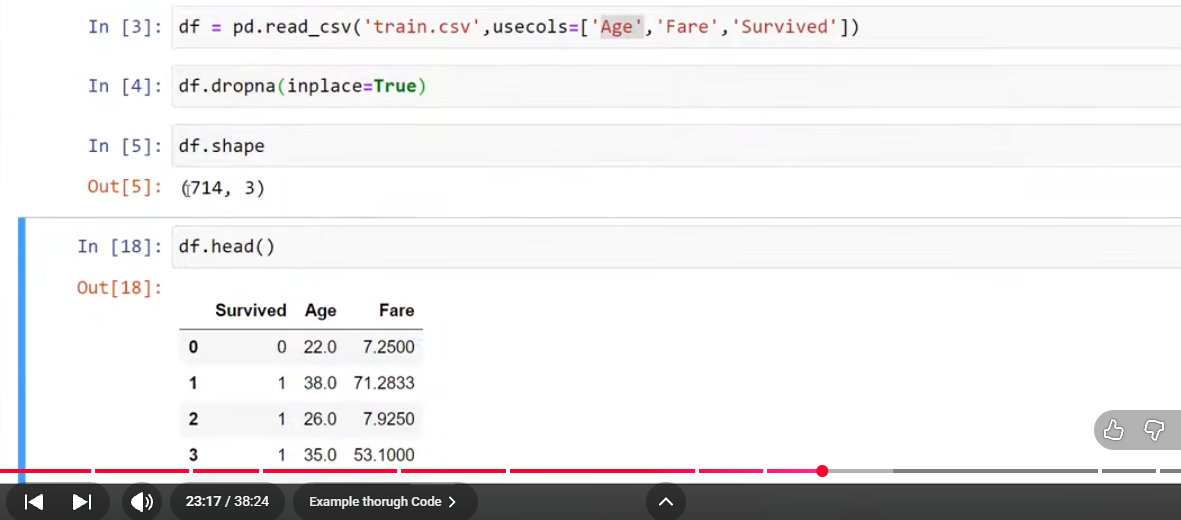 In [3]: df = pd.read_csv('train.csv',usecols=['Age','Fare','Survived'])
In [4]: df.dropna(inplace=True)
In [5]: df.shape
Out[5]: (714, 3)
In [18]: df.head()
Out[18]:
Survived Age Fare
0 0 22.0 7.2500
1 1 38.0 71.2833
2 1 26.0 7.9250
3 1 35.0 53.1000
23:17 / 38:24 Example thorugh Code